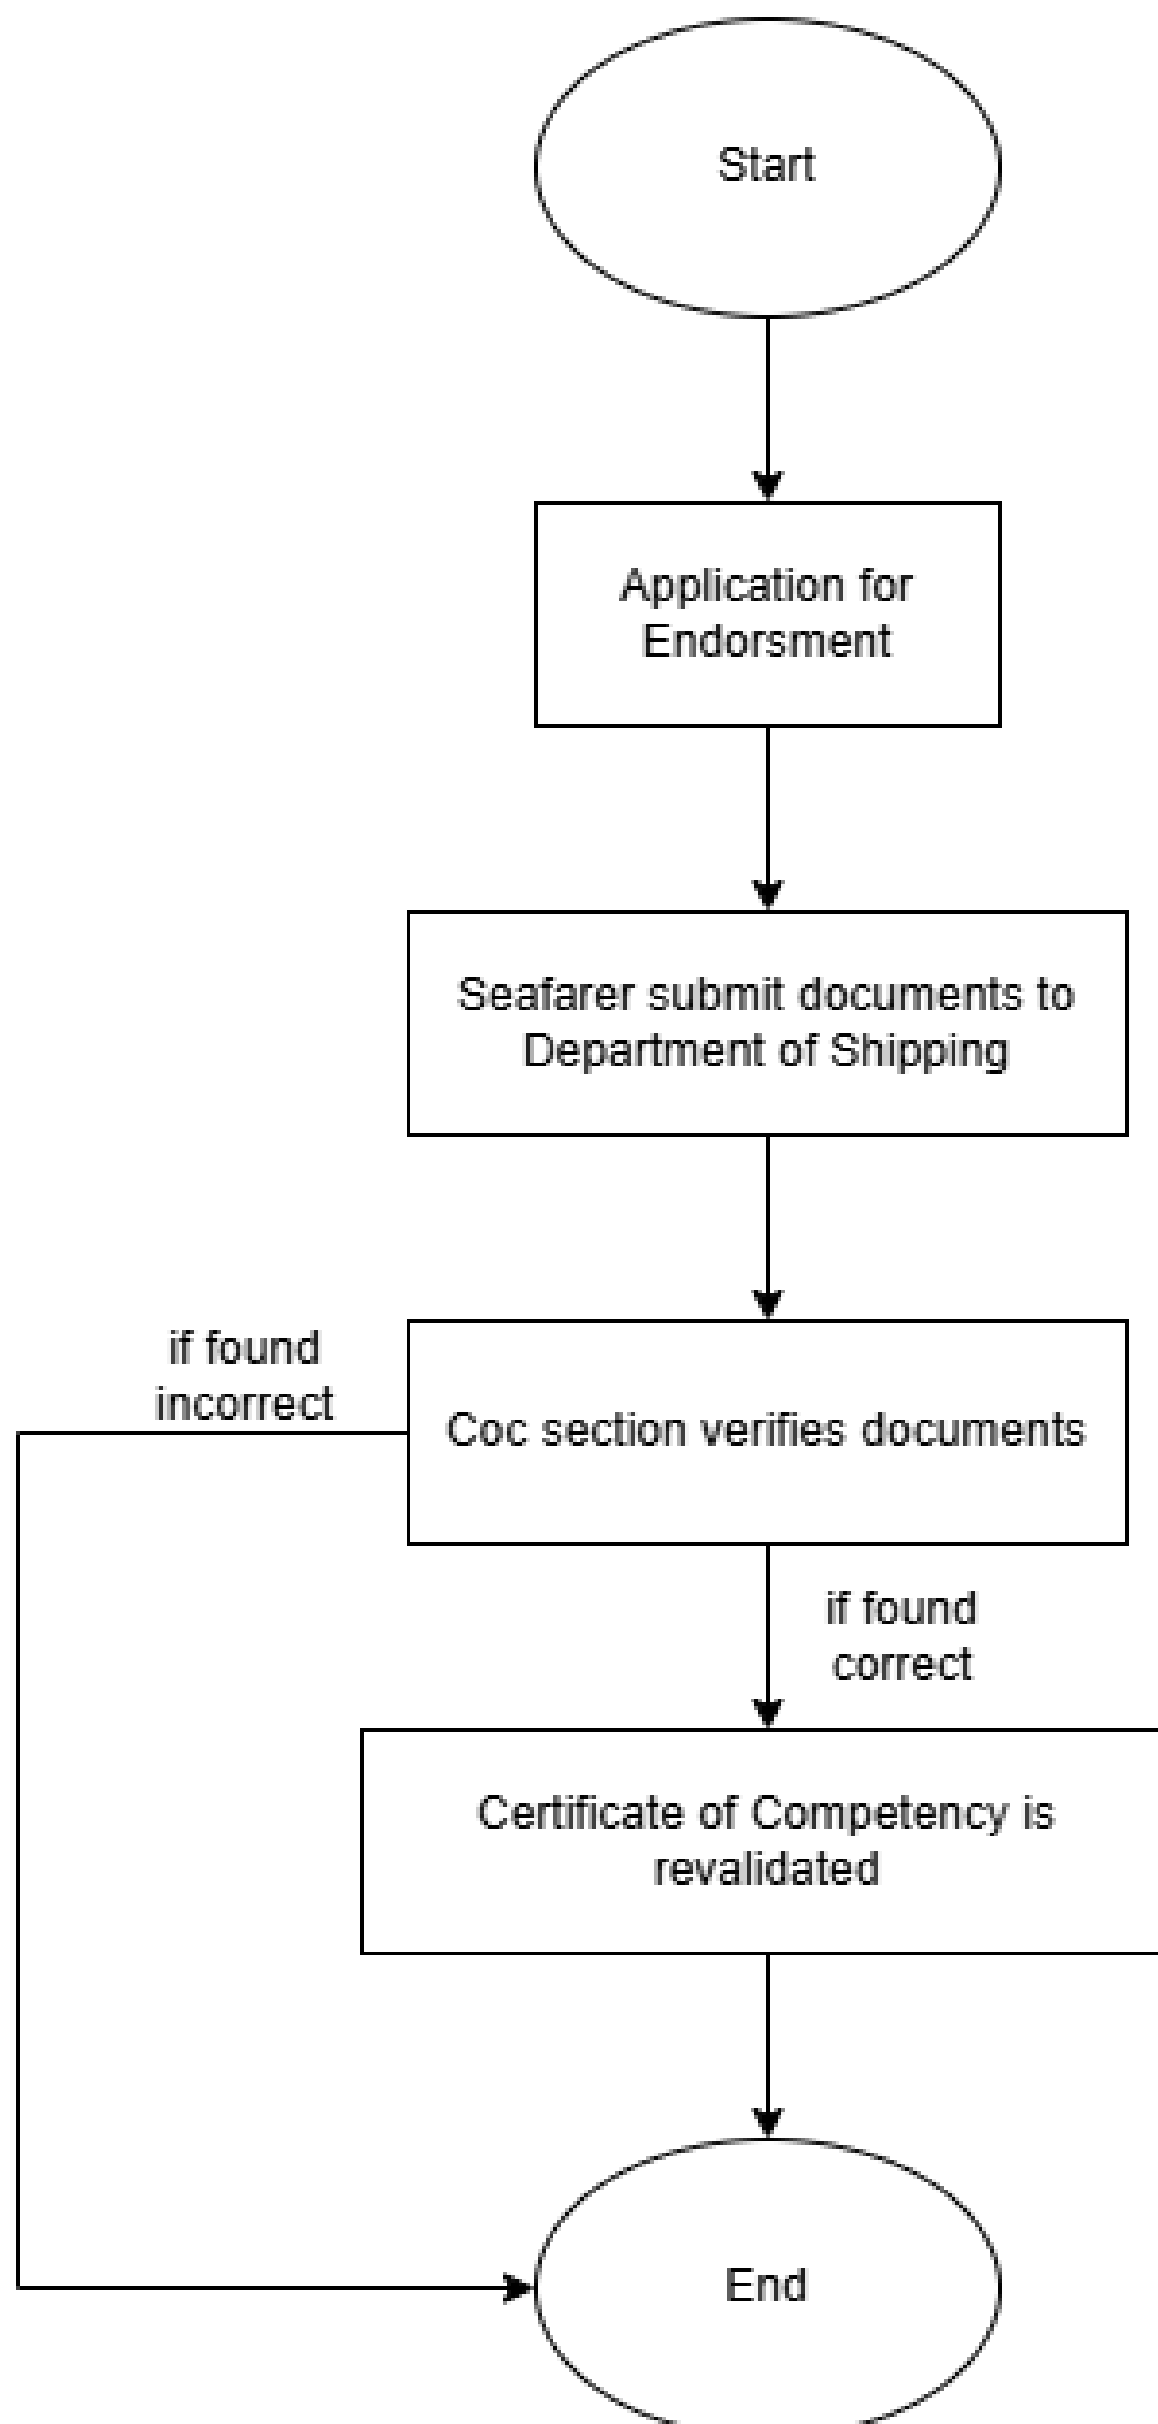 Start
Application for
Endorsment
Seafarer submit documents to
Department of Shipping
if found
incorrect
Coc section verifies documents
if found
correct
Certificate of Competency is
revalidated
End